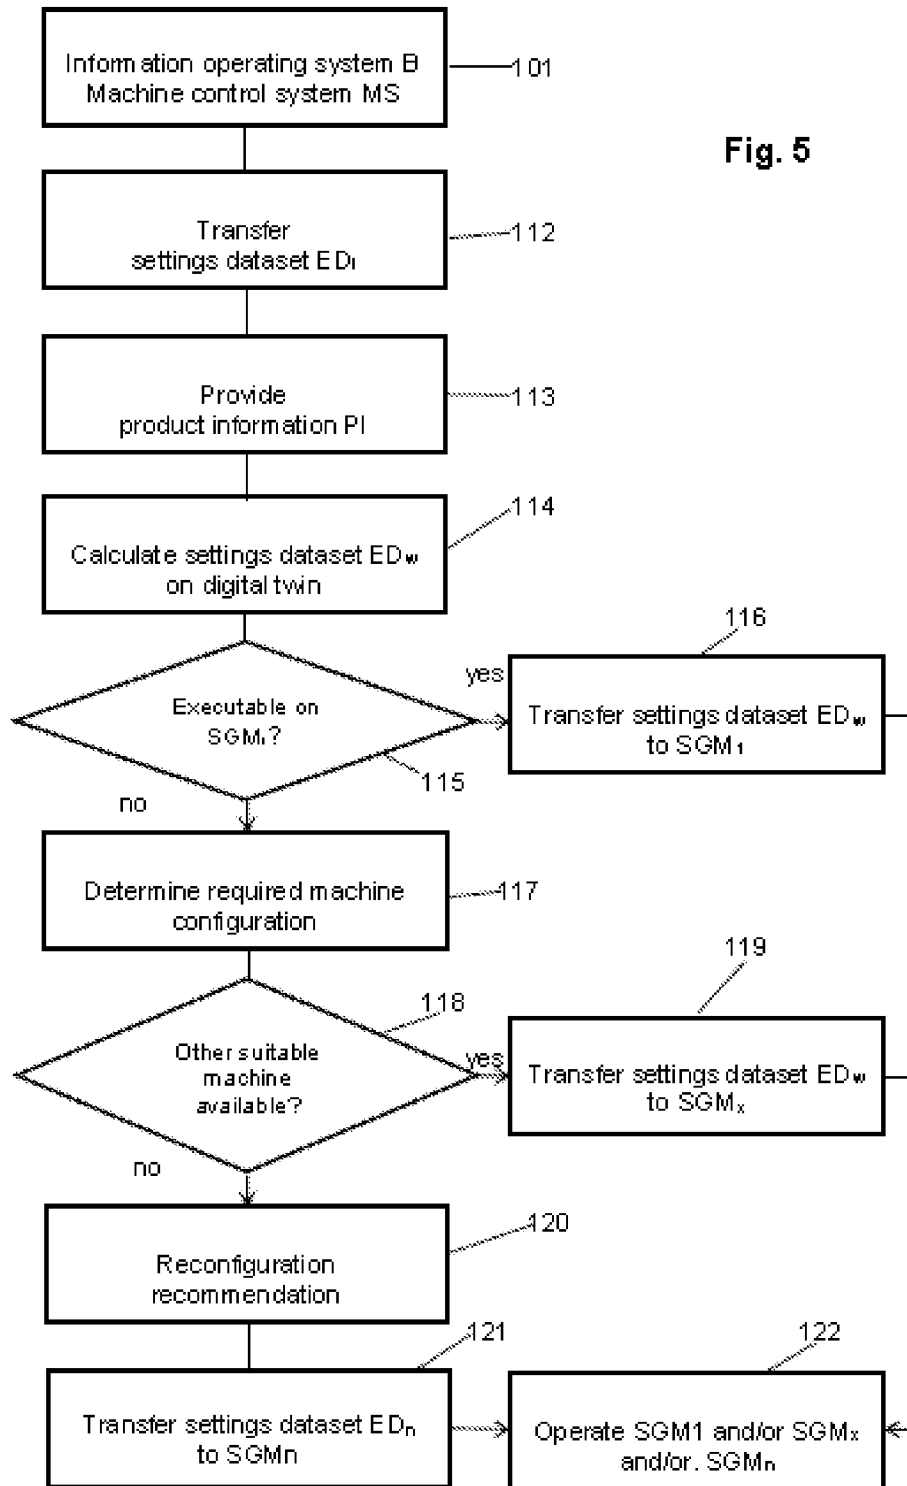 Information operating system B
Machine control system MS
101
Fig. 5
Transfer
settings dataset EDI
112
Provide
product information PI
113
Calculate settings dataset EDw
on digital twin
114
Executable on
SGMI?
115
yes
116
Transfer settings dataset EDw
to SGM1
no
Determine required machine
configuration
117
Other suitable
machine
available?
118
yes
119
Transfer settings dataset EDw
to SGMx
no
Reconfiguration
recommendation
120
Transfer settings dataset EDn
to SGMn
121
122
Operate SGM1 and/or SGMx
and/or. SGMn